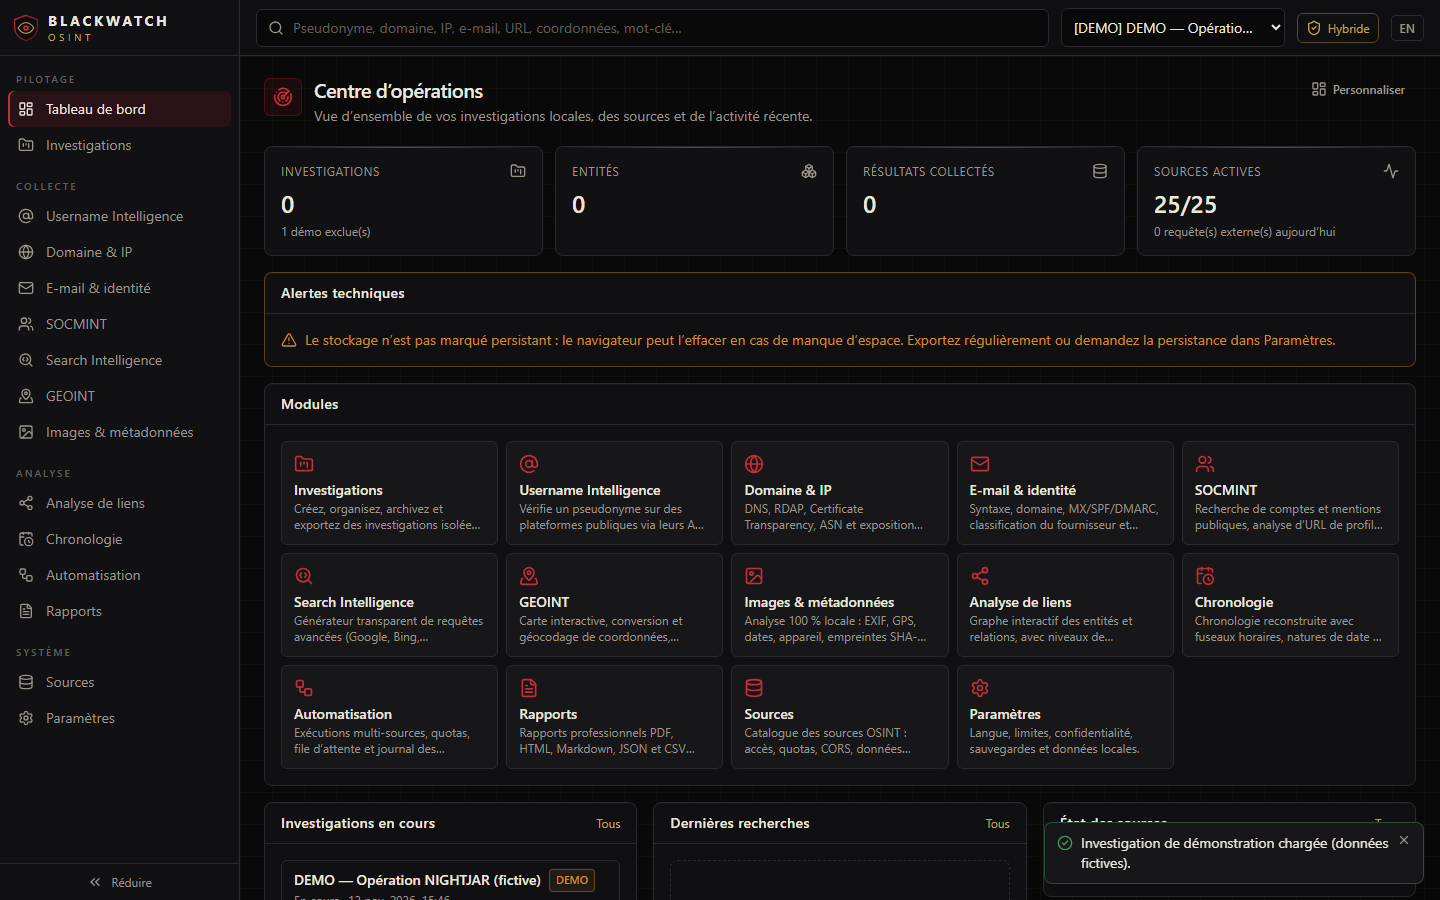 BLACKWATCH
OSINT
Pseudonyme, domaine, IP, e-mail, URL, coordonnées, mot-clé...
[DEMO] DEMO — Opératio...
Hybride
EN
PILOTAGE
Tableau de bord
Investigations
COLLECTE
Username Intelligence
Domaine & IP
E-mail & identité
SOCMINT
Search Intelligence
GEOINT
Images & métadonnées
ANALYSE
Analyse de liens
Chronologie
Automatisation
Rapports
SYSTÈME
Sources
Paramètres
Réduire
Centre d’opérations
Vue d’ensemble de vos investigations locales, des sources et de l’activité récente.
Personnaliser
INVESTIGATIONS
0
1 démo exclue(s)
ENTITÉS
0
RÉSULTATS COLLECTÉS
0
SOURCES ACTIVES
25/25
0 requête(s) externe(s) aujourd’hui
Alertes techniques
Le stockage n’est pas marqué persistant : le navigateur peut l’effacer en cas de manque d’espace. Exportez régulièrement ou demandez la persistance dans Paramètres.
Modules
Investigations
Créez, organisez, archivez et
exportez des investigations isolée...
Username Intelligence
Vérifie un pseudonyme sur des
plateformes publiques via leurs A...
Domaine & IP
DNS, RDAP, Certificate
Transparency, ASN et exposition...
E-mail & identité
Syntaxe, domaine, MX/SPF/DMARC,
classification du fournisseur et...
SOCMINT
Recherche de comptes et mentions
publiques, analyse d’URL de profil...
Search Intelligence
Générateur transparent de requêtes
avancées (Google, Bing,...
GEOINT
Carte interactive, conversion et
géocodage de coordonnées,...
Images & métadonnées
Analyse 100 % locale : EXIF, GPS,
dates, appareil, empreintes SHA-...
Analyse de liens
Graphe interactif des entités et
relations, avec niveaux de...
Chronologie
Chronologie reconstruite avec
fuseaux horaires, natures de date ...
Automatisation
Exécutions multi-sources, quotas,
file d’attente et journal des...
Rapports
Rapports professionnels PDF,
HTML, Markdown, JSON et CSV...
Sources
Catalogue des sources OSINT :
accès, quotas, CORS, données...
Paramètres
Langue, limites, confidentialité,
sauvegardes et données locales.
Investigations en cours
Tous
DEMO — Opération NIGHTJAR (fictive)
DEMO
En cours · 12 nov. 2026, 15:46
Dernières recherches
Tous
État des sources
Investigation de démonstration chargée (données
fictives).